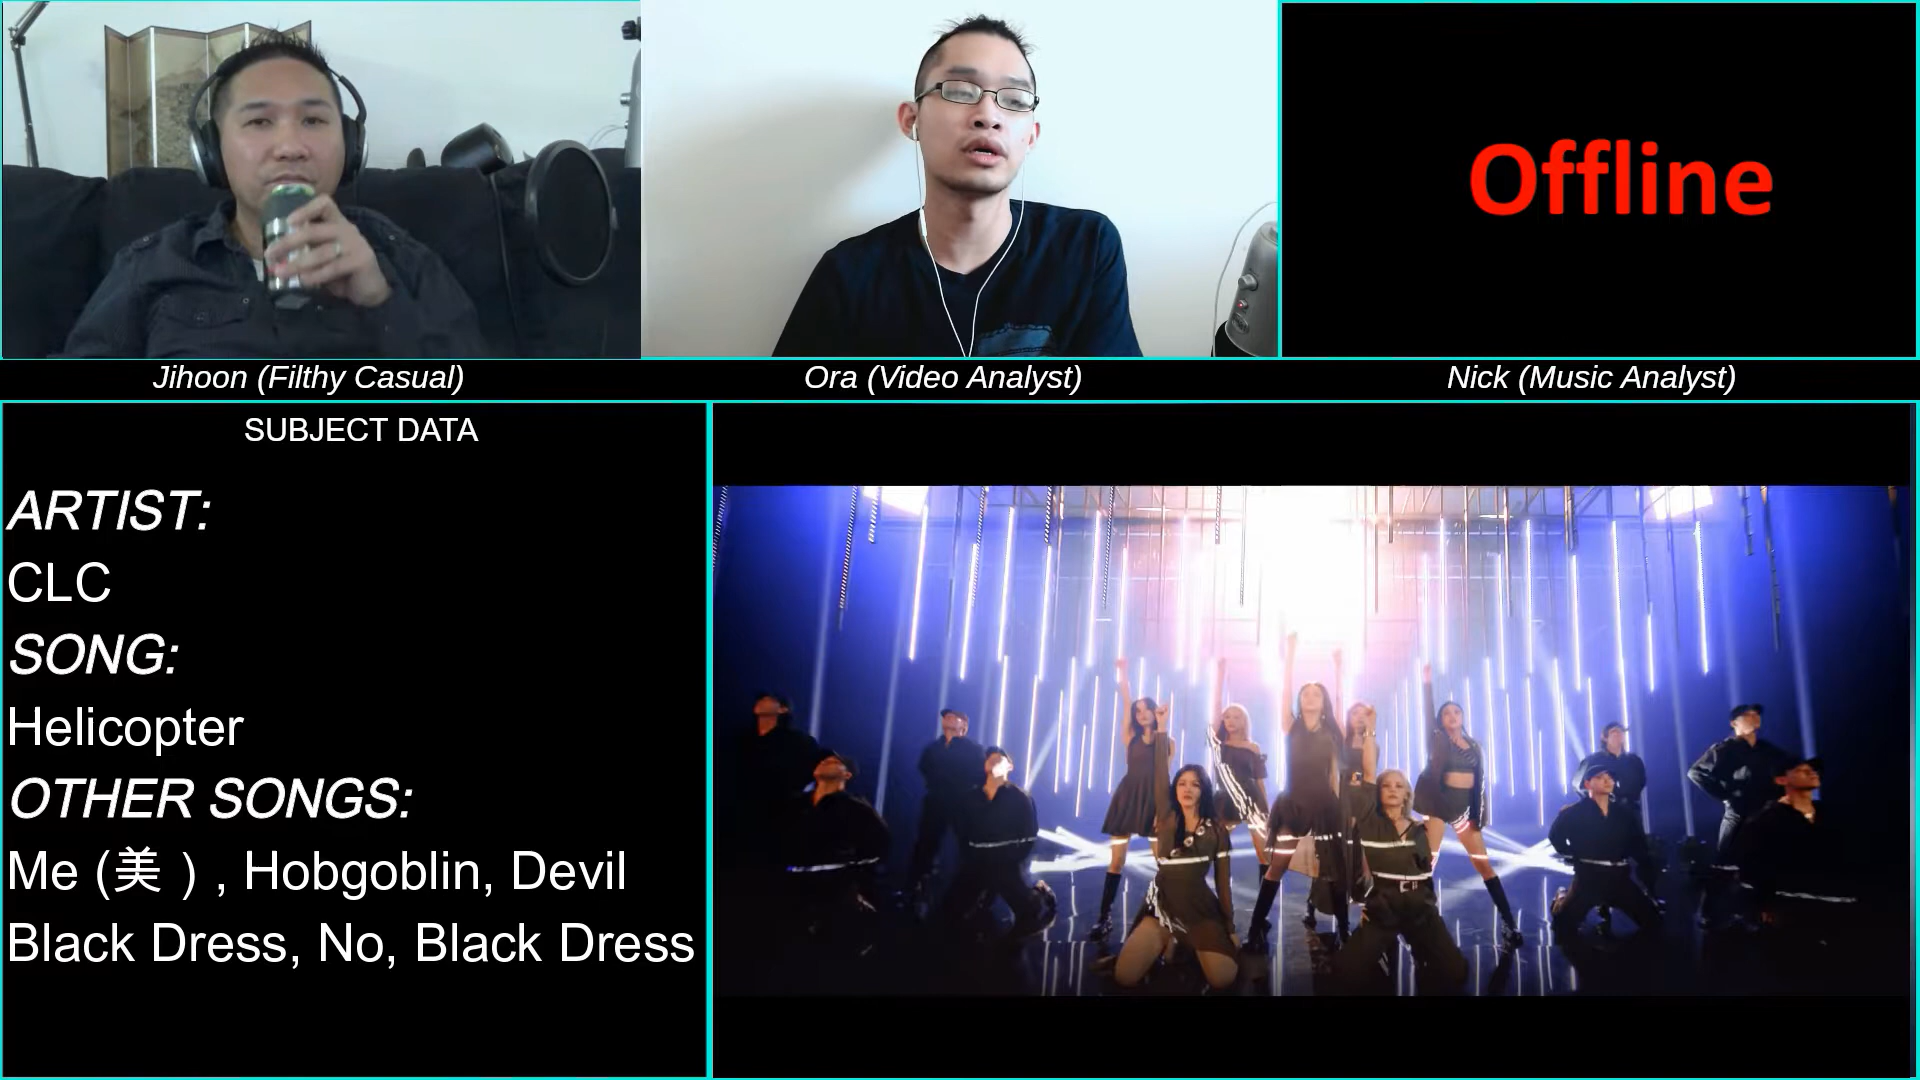 Offline
Jihoon (Filthy Casual)
Ora (Video Analyst)
Nick (Music Analyst)
SUBJECT DATA
ARTIST:
CLC
SONG:
Helicopter
OTHER SONGS:
Me (美 ) , Hobgoblin, Devil
Black Dress, No, Black Dress